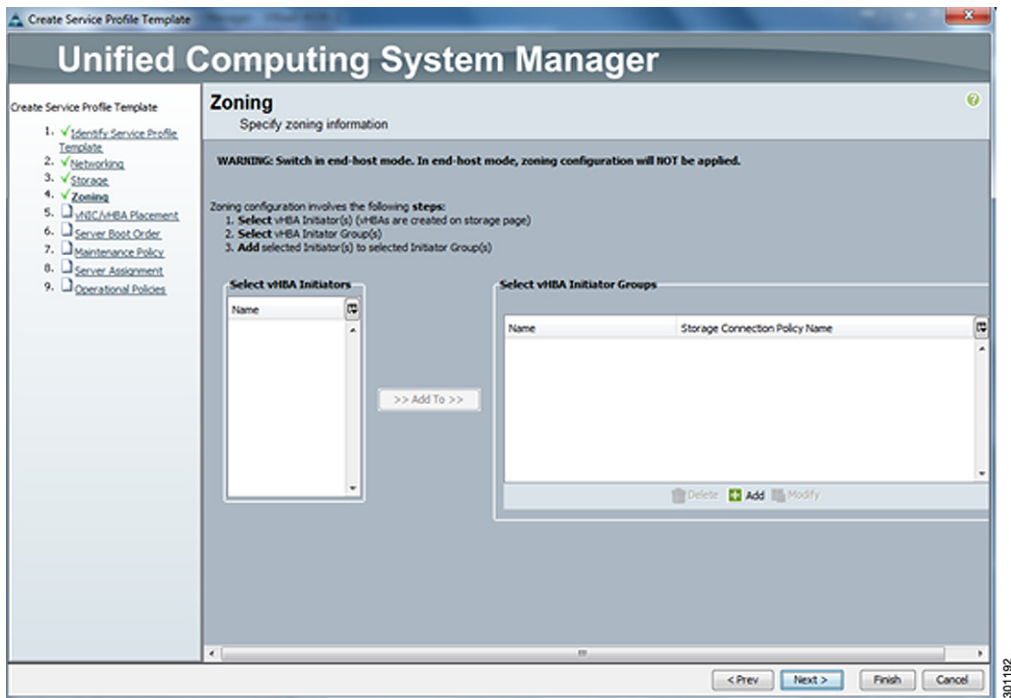 Create Service Profile Template
Unified Computing System Manager
Create Service Profile Template
1. Identify Service Profile
Template
2. Networking
3. Storage
4. Zoning
5. vNIC/vHBA Placement
6. Server Boot Order
7. Maintenance Policy
8. Server Assignment
9. Operational Policies
Zoning
Specify zoning information
WARNING: Switch in end-host mode. In end-host mode, zoning configuration will NOT be applied.
Zoning configuration involves the following steps:
1. Select vHBA Initiator(s) (vHBAs are created on storage page)
2. Select vHBA Initator Group(s)
3. Add selected Initiator(s) to selected Initiator Group(s)
Select vHBA Initiators
Name
>> Add To >>
Select vHBA Initiator Groups
Name Storage Connection Policy Name
Delete Add Modify
< Prev Next > Finish Cancel
301192